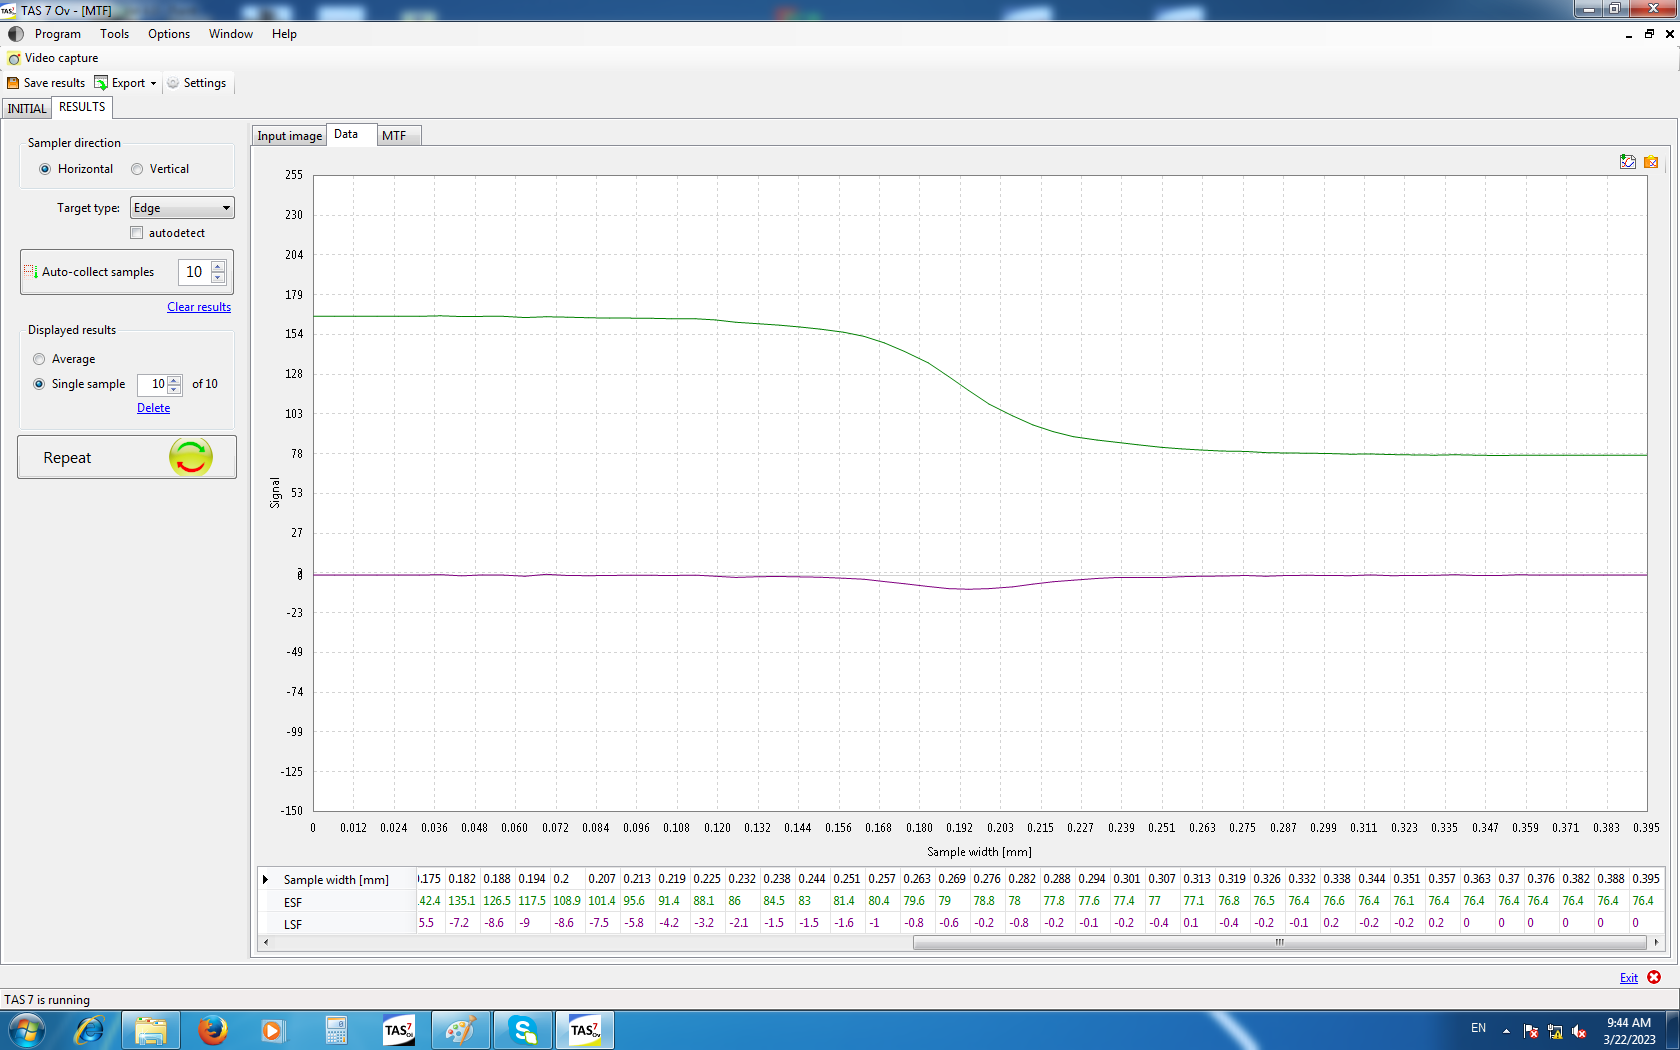 TAS 7 Ov - [MTF]
Program Tools Options Window Help
Video capture
Save results Export Settings
INITIAL RESULTS
Sampler direction
Horizontal Vertical
Target type: Edge
autodetect
Auto-collect samples 10
Clear results
Displayed results
Average
Single sample 10 of 10
Delete
Repeat
Input image Data MTF
255
230
204
179
154
128
103
78
53
27
2
0
-23
-49
-74
-99
-125
-150
Signal
0 0.012 0.024 0.036 0.048 0.060 0.072 0.084 0.096 0.108 0.120 0.132 0.144 0.156 0.168 0.180 0.192 0.203 0.215 0.227 0.239 0.251 0.263 0.275 0.287 0.299 0.311 0.323 0.335 0.347 0.359 0.371 0.383 0.395
Sample width [mm]
Sample width [mm] .175 0.182 0.188 0.194 0.2 0.207 0.213 0.219 0.225 0.232 0.238 0.244 0.251 0.257 0.263 0.269 0.276 0.282 0.288 0.294 0.301 0.307 0.313 0.319 0.326 0.332 0.338 0.344 0.351 0.357 0.363 0.37 0.376 0.382 0.388 0.395
ESF 42.4 135.1 126.5 117.5 108.9 101.4 95.6 91.4 88.1 86 84.5 83 81.4 80.4 79.6 79 78.8 78 77.8 77.6 77.4 77 77.1 76.8 76.5 76.4 76.6 76.4 76.1 76.4 76.4 76.4 76.4 76.4 76.4 76.4
LSF 5.5 -7.2 -8.6 -9 -8.6 -7.5 -5.8 -4.2 -3.2 -2.1 -1.5 -1.5 -1.6 -1 -0.8 -0.6 -0.2 -0.8 -0.2 -0.1 -0.2 -0.4 0.1 -0.4 -0.2 -0.1 0.2 -0.2 -0.2 0.2 0 0 0 0 0 0
Exit
TAS 7 is running
TAS 7 Oi
TAS 7 Ov
EN
9:44 AM
3/22/2023